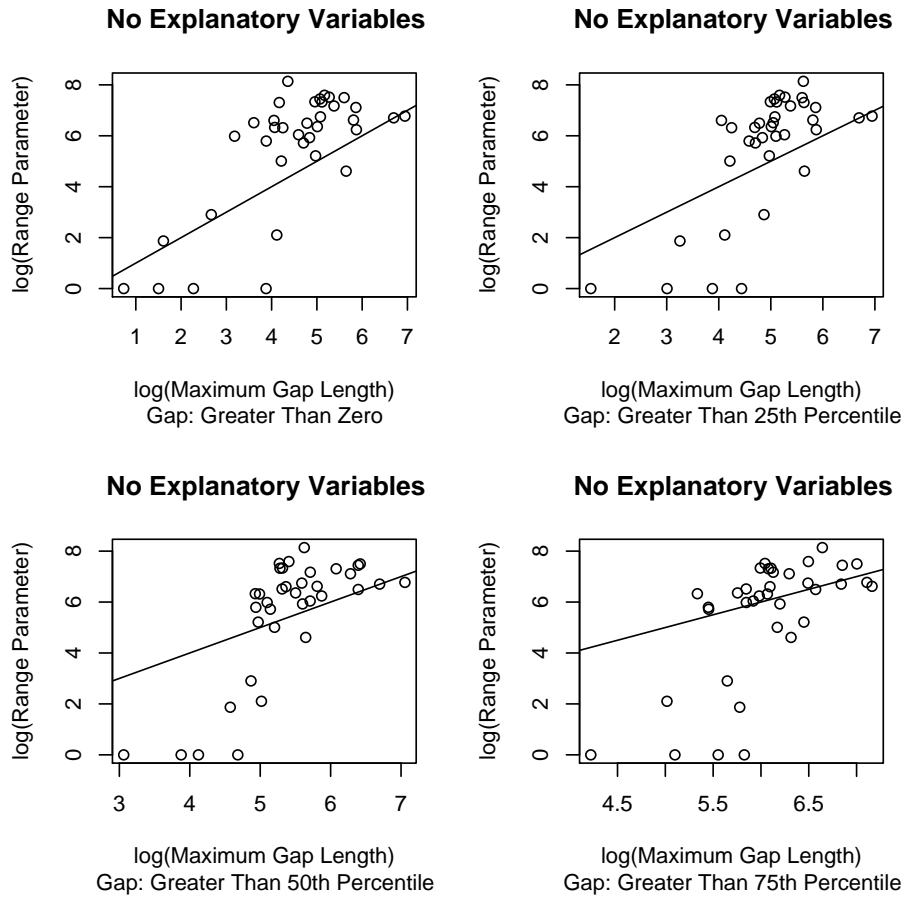 No Explanatory Variables
log(Range Parameter)
0 2 4 6 8
1 2 3 4 5 6 7
log(Maximum Gap Length)
Gap: Greater Than Zero
No Explanatory Variables
log(Range Parameter)
0 2 4 6 8
2 3 4 5 6 7
log(Maximum Gap Length)
Gap: Greater Than 25th Percentile
No Explanatory Variables
log(Range Parameter)
0 2 4 6 8
3 4 5 6 7
log(Maximum Gap Length)
Gap: Greater Than 50th Percentile
No Explanatory Variables
log(Range Parameter)
0 2 4 6 8
4.5 5.5 6.5
log(Maximum Gap Length)
Gap: Greater Than 75th Percentile